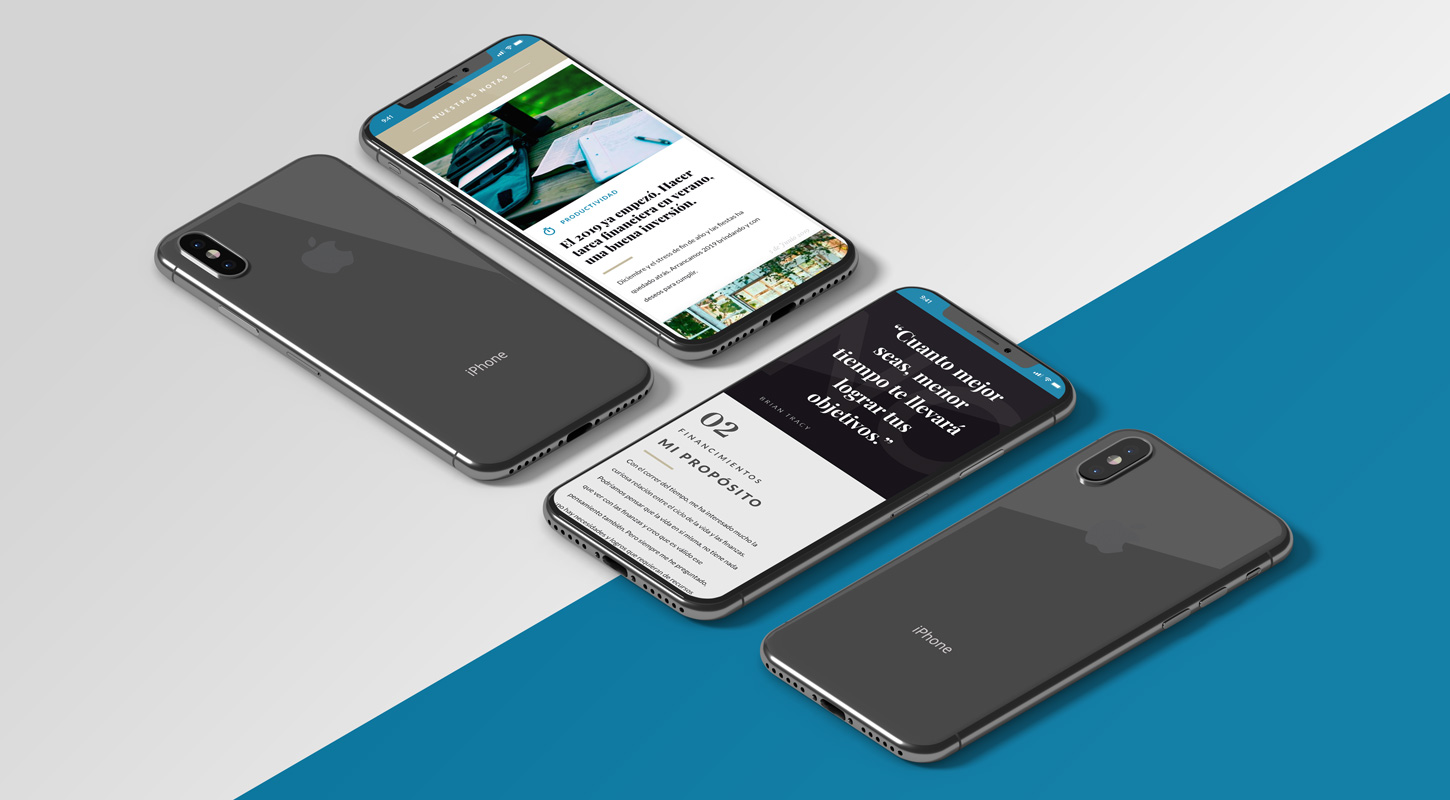 9:41
NUESTRAS NOTAS
PRODUCTIVIDAD
El 2019 ya empezó. Hacer
tarea financiera en verano,
una buena inversión.
Diciembre y el stress de fin de año y las fiestas ha
quedado atrás. Arrancamos 2019 brindando y con
deseos para cumplir.
iPhone
9:41
“Cuanto mejor
seas, menor
tiempo te llevará
lograr tus
objetivos.”
BRIAN TRACY
02
FINANCIMIENTOS
MI PROPÓSITO
Con el correr del tiempo, me ha interesado mucho la
curiosa relación entre el ciclo de la vida y las finanzas.
Podríamos pensar que la vida en si misma, no tiene nada
que ver con las finanzas y creo que es válido ese
pensamiento también. Pero siempre me he preguntado,
no hay necesidades y logros que requieran de recursos
iPhone